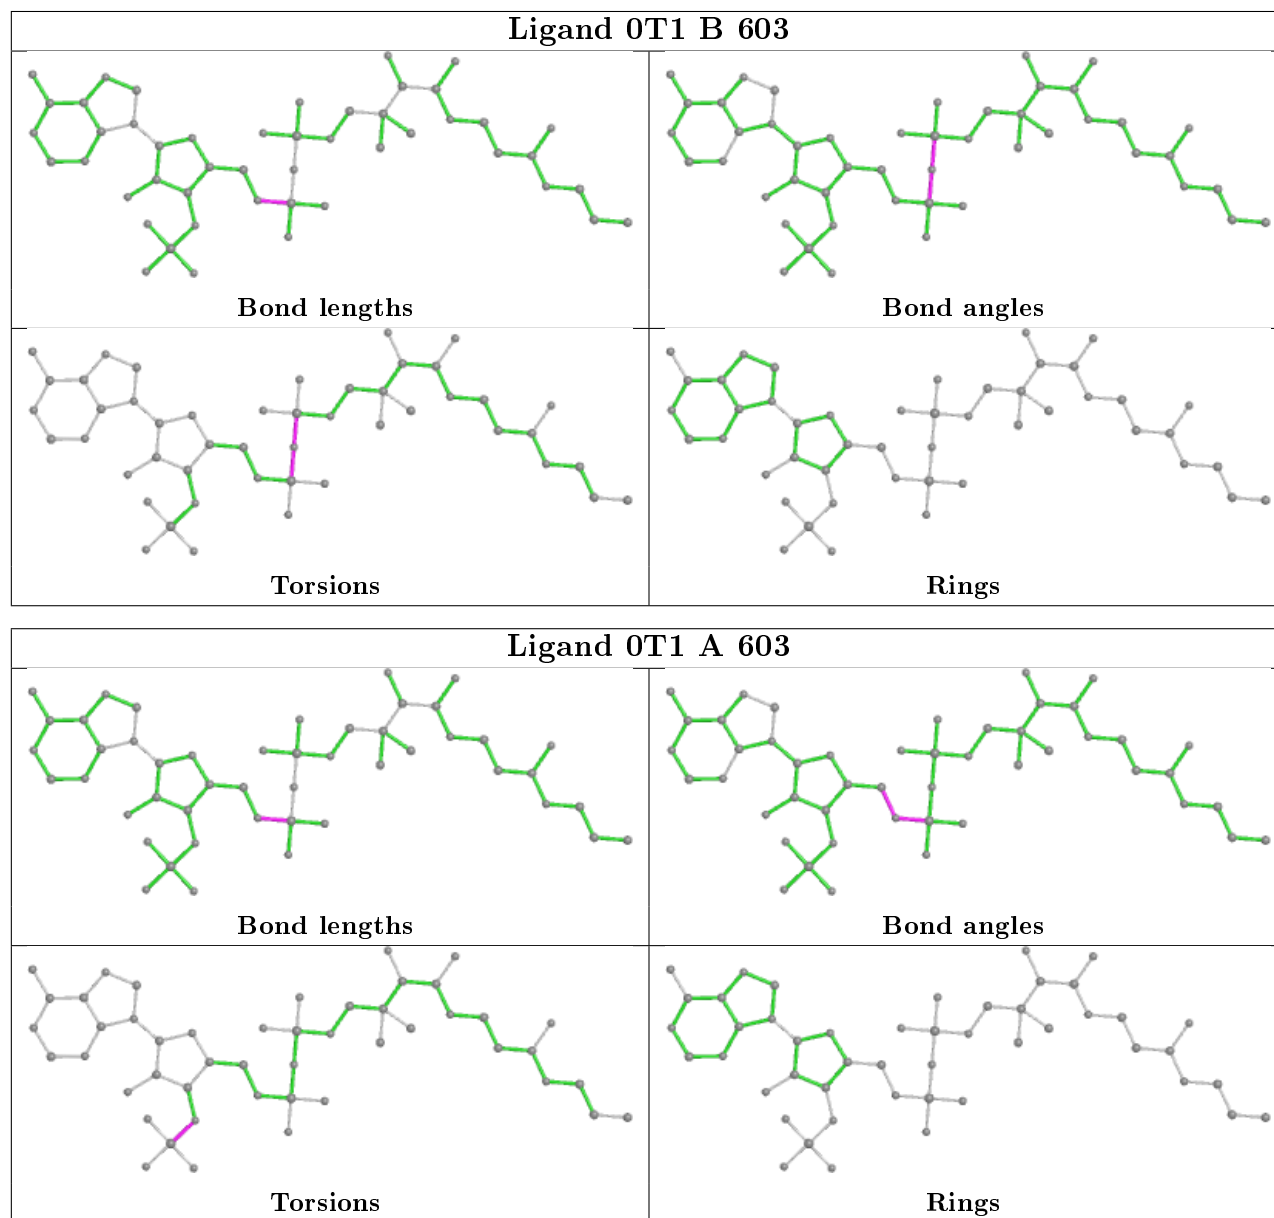 Ligand 0T1 B 603
Bond lengths
Bond angles
Torsions
Rings
Ligand 0T1 A 603
Bond lengths
Bond angles
Torsions
Rings